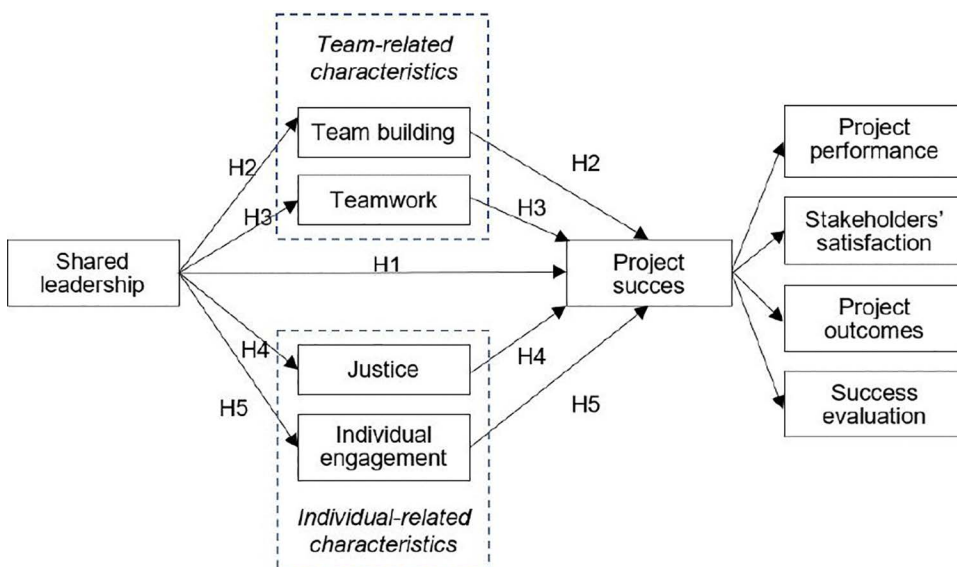 Team-related
characteristics
Team building
Teamwork
H2
H3
H2
H3
Shared
leadership
H1
Project
succes
Project
performance
Stakeholders’
satisfaction
Project
outcomes
Success
evaluation
H4
H5
Justice
Individual
engagement
H4
H5
Individual-related
characteristics